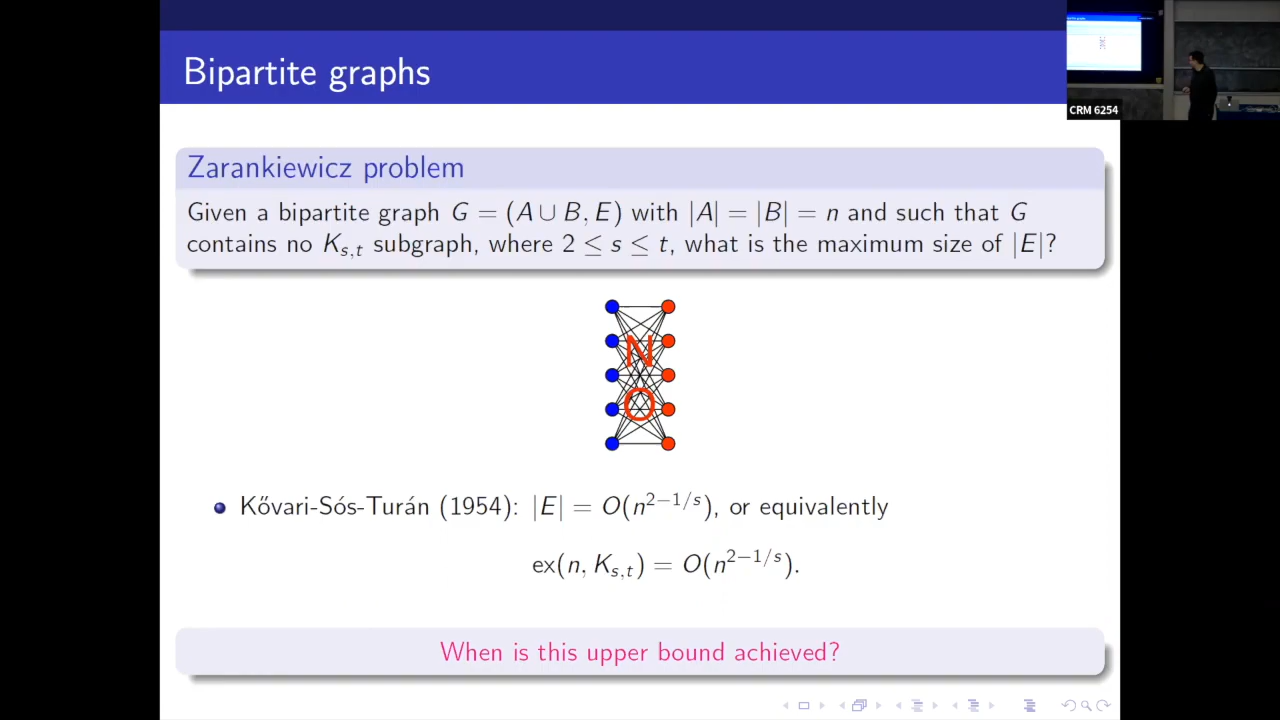 Bipartite graphs
CRM 6254
Zarankiewicz problem
Given a bipartite graph G = (A ∪ B, E) with |A| = |B| = n and such that G
contains no K_{s,t} subgraph, where 2 ≤ s ≤ t, what is the maximum size of |E|?
N
O
Kővari-Sós-Turán (1954): |E| = O(n^{2−1/s}), or equivalently
ex(n, K_{s,t}) = O(n^{2−1/s}).
When is this upper bound achieved?